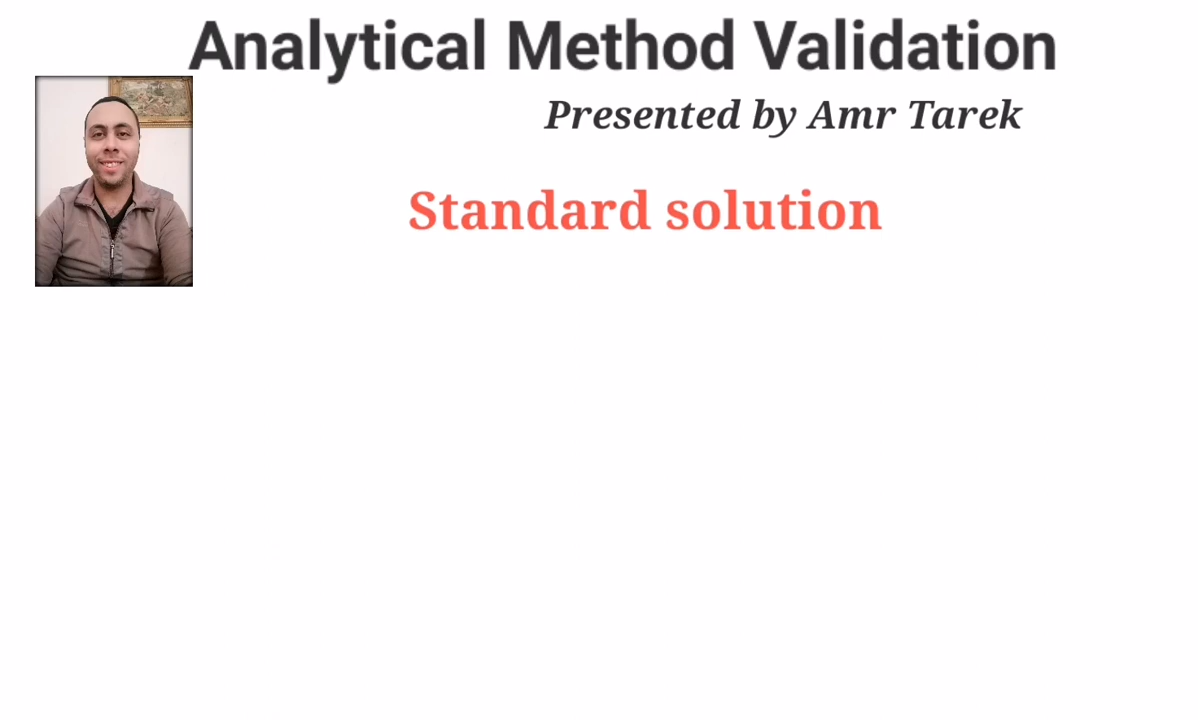 Analytical Method Validation
Presented by Amr Tarek
Standard solution